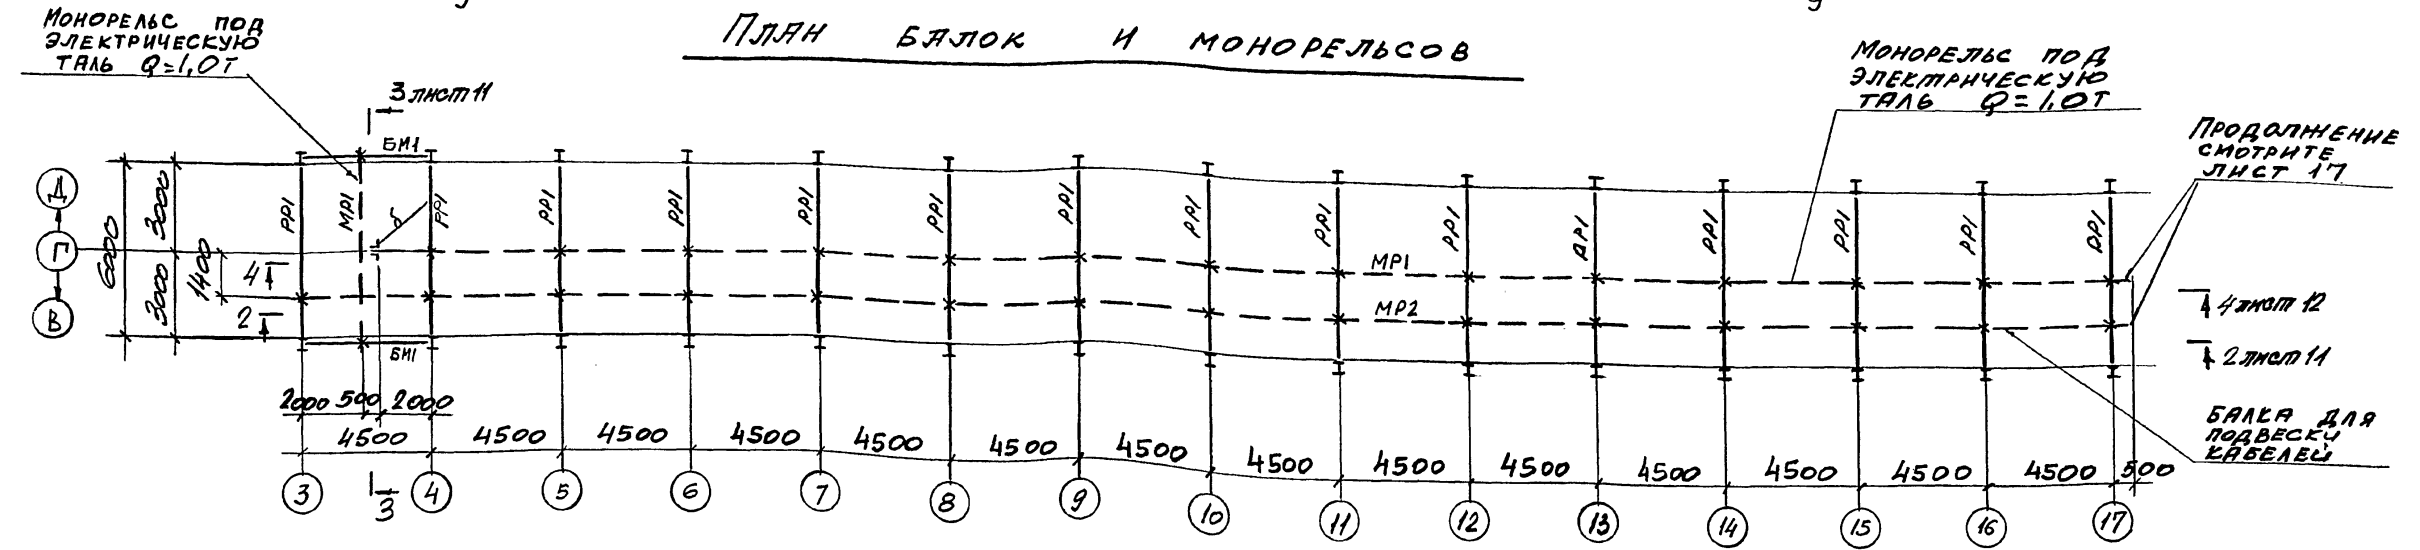 План балок и монорельсов
Монорельс под
электрическую
таль Q=1,0т
3 лист 11
Монорельс под
электрическую
таль Q=1,0т
Продолжение
смотрите
лист 17
БИ1
Д
Г
В
6000
3000
3000
1400
4
2
РР1
МР1
б
РР1
РР1
РР1
РР1
РР1
РР1
РР1
РР1
РР1
РР1
РР1
РР1
РР1
РР1
МР1
МР2
4 лист 12
2 лист 11
БИ1
Балка для
подвески
кабелей
2000 500 2000
4500 4500 4500 4500 4500 4500 4500 4500 4500 4500 4500 4500 4500 4500 500
3
3 4 5 6 7 8 9 10 11 12 13 14 15 16 17